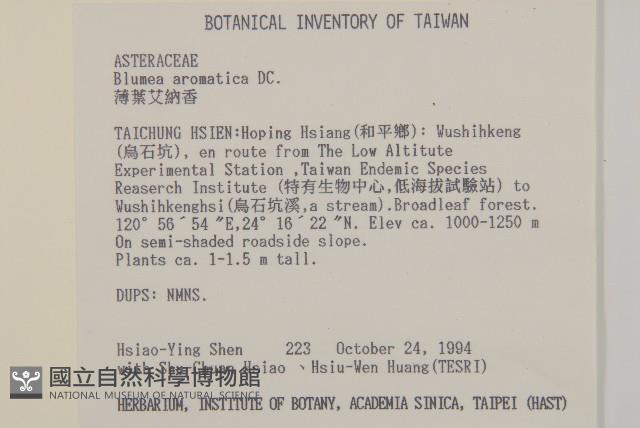 BOTANICAL INVENTORY OF TAIWAN
ASTERACEAE
Blumea aromatica DC.
薄葉艾納香
TAICHUNG HSIEN:Hoping Hsiang(和平鄉): Wushihkeng
(烏石坑), en route from The Low Altitute
Experimental Station ,Taiwan Endemic Species
Reaserch Institute (特有生物中心,低海拔試驗站) to
Wushihkenghsi(烏石坑溪,a stream).Broadleaf forest.
120° 56´54 ″E,24° 16´22 ″N. Elev ca. 1000-1250 m
On semi-shaded roadside slope.
Plants ca. 1-1.5 m tall.
DUPS: NMNS.
Hsiao-Ying Shen 223 October 24, 1994
with Hsiao 、Hsiu-Wen Huang(TESRI)
國立自然科學博物館
NATIONAL MUSEUM OF NATURAL SCIENCE
HERBARIUM, INSTITUTE OF BOTANY, ACADEMIA SINICA, TAIPEI (HAST)